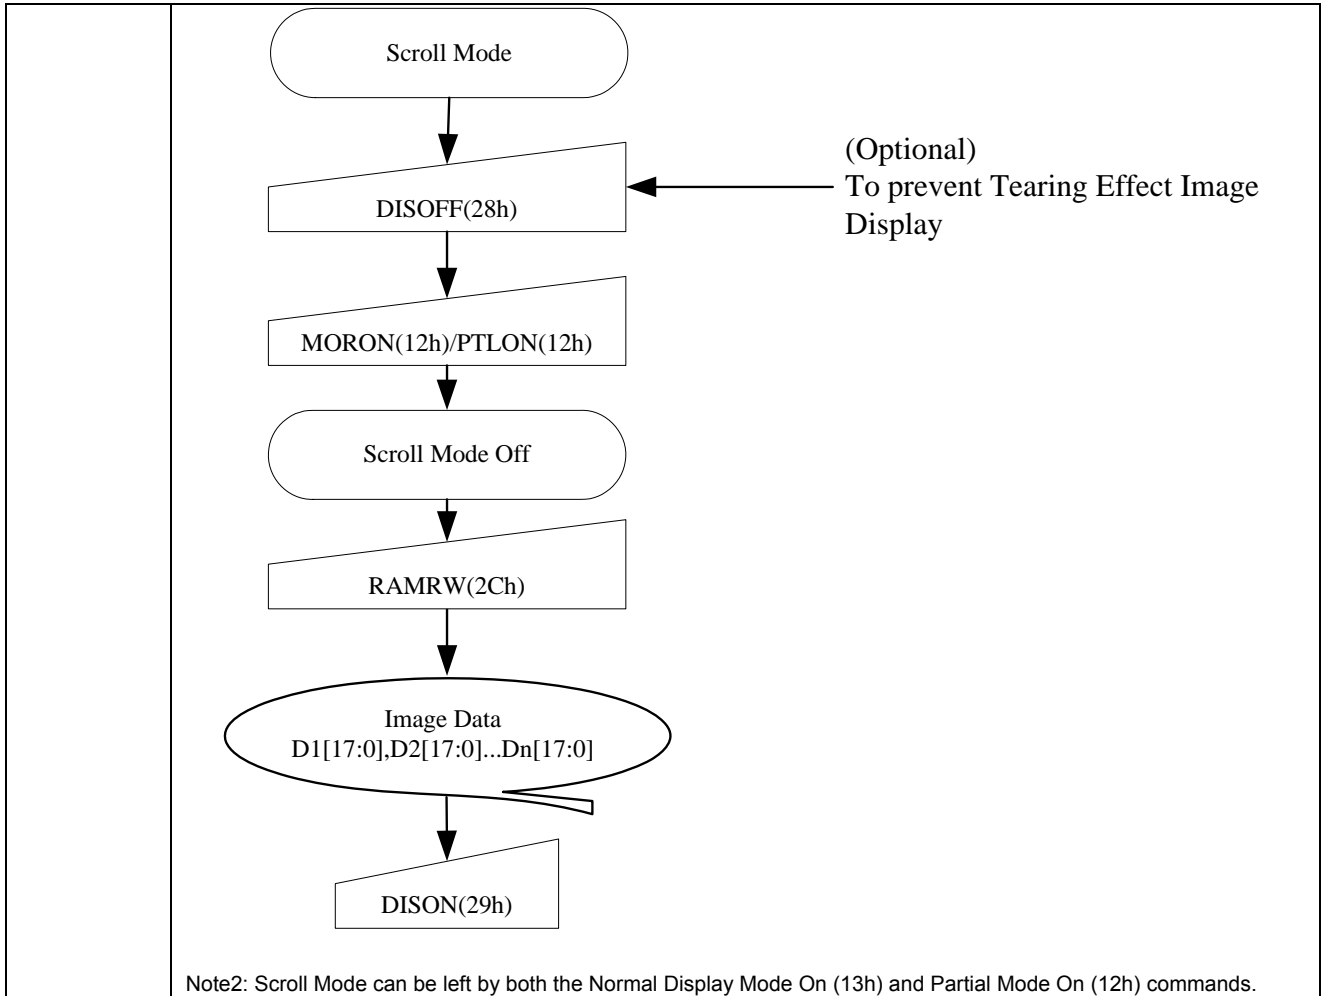 Scroll Mode
(Optional)
To prevent Tearing Effect Image
Display
DISOFF(28h)
MORON(12h)/PTLON(12h)
Scroll Mode Off
RAMRW(2Ch)
Image Data
D1[17:0],D2[17:0]...Dn[17:0]
DISON(29h)
Note2: Scroll Mode can be left by both the Normal Display Mode On (13h) and Partial Mode On (12h) commands.